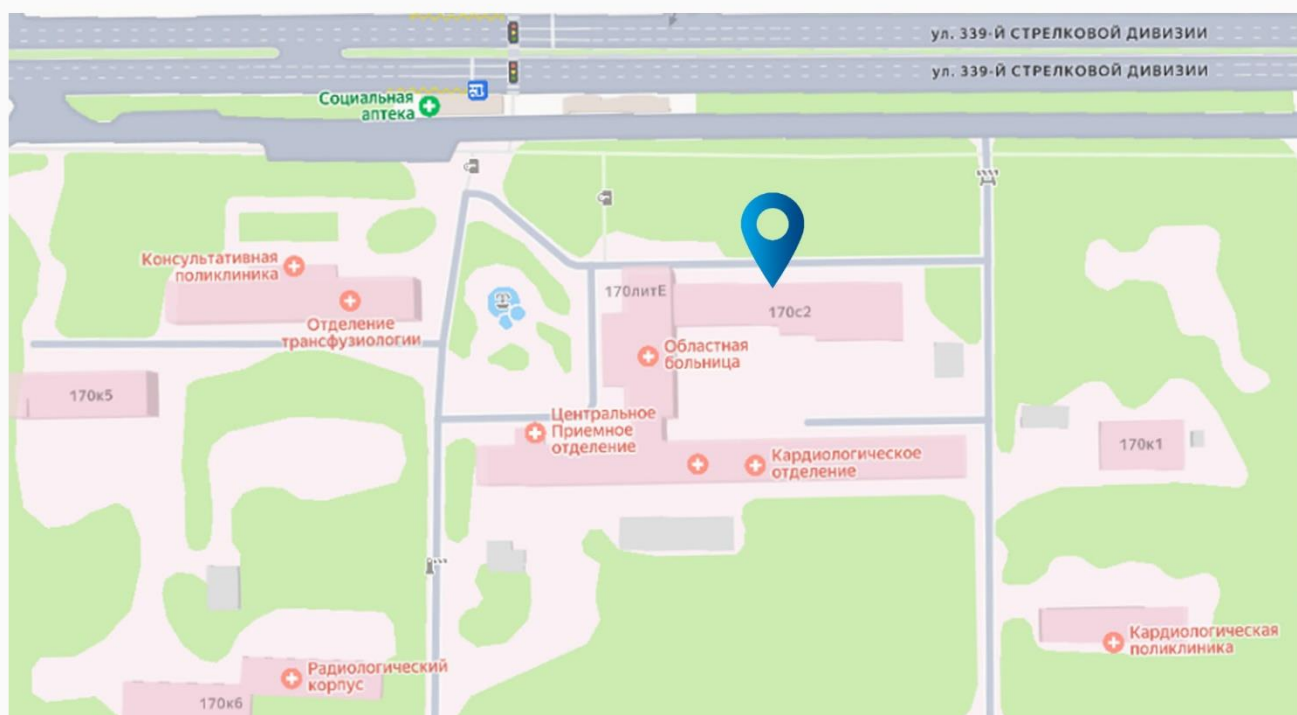 ул. 339-Й СТРЕЛКОВОЙ ДИВИЗИИ
ул. 339-Й СТРЕЛКОВОЙ ДИВИЗИИ
Социальная
аптека
Консультативная
поликлиника
170литЕ
170с2
Отделение
трансфузиологии
Областная
больница
170к5
Центральное
Приемное
отделение
Кардиологическое
отделение
170к1
Кардиологическая
поликлиника
Радиологический
корпус
170к6